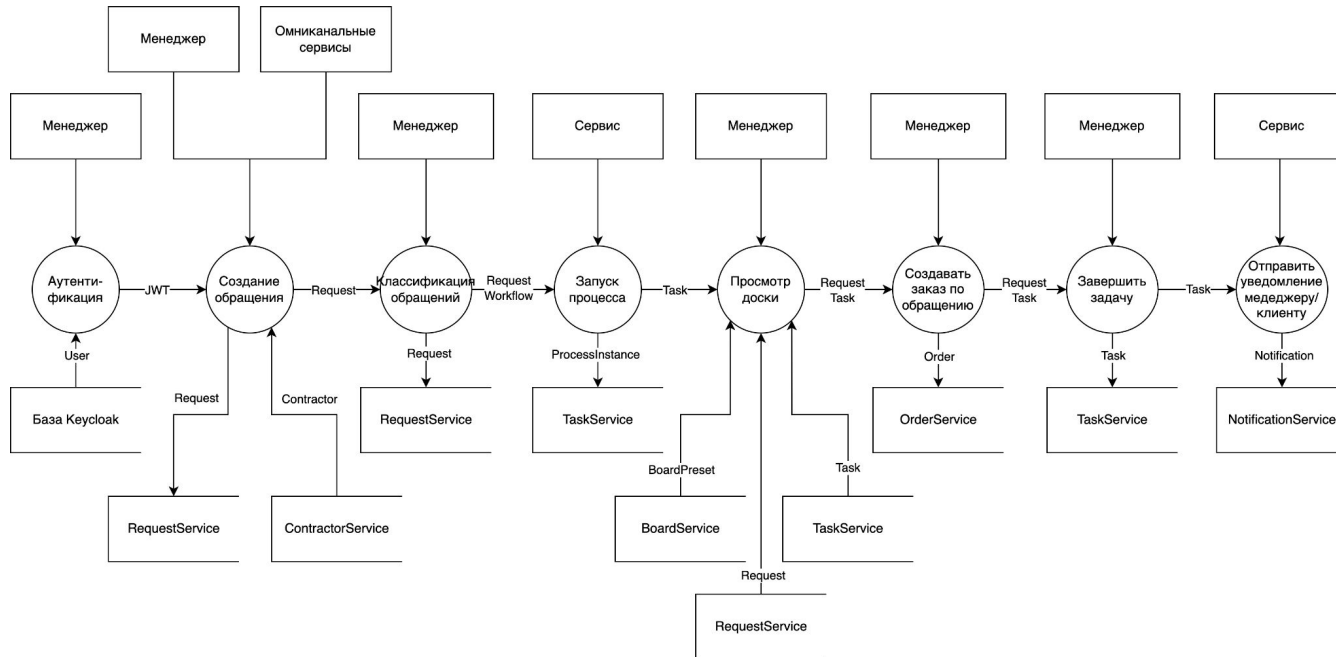 Менеджер
Омниканальные
сервисы
Менеджер
Менеджер
Сервис
Менеджер
Менеджер
Менеджер
Сервис
Аутенти-
фикация
JWT
Создание
обращения
Request
Классификация
обращений
Request
Workflow
Запуск
процесса
Task
Просмотр
доски
Request
Task
Создавать
заказ по
обращению
Request
Task
Завершить
задачу
Task
Отправить
уведомление
медеджеру/
клиенту
User
Request
ProcessInstance
Order
Task
Notification
Request
Contractor
База Keycloak
RequestService
TaskService
OrderService
TaskService
NotificationService
BoardPreset
Task
RequestService
ContractorService
BoardService
TaskService
Request
RequestService